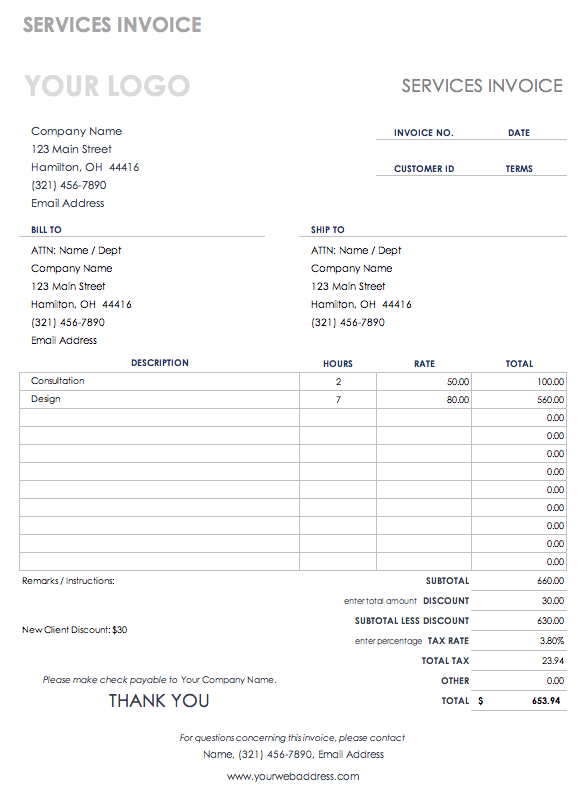 SERVICES INVOICE
YOUR LOGO SERVICES INVOICE
Company Name
INVOICE NO. DATE
123 Main Street
Hamilton, OH 44416
CUSTOMER ID TERMS
(321) 456-7890
Email Address
BILL TO SHIP TO
ATTN: Name / Dept ATTN: Name / Dept
Company Name Company Name
123 Main Street 123 Main Street
Hamilton, OH 44416 Hamilton, OH 44416
(321) 456-7890 (321) 456-7890
Email Address
DESCRIPTION HOURS RATE TOTAL
Consultation 2 50.00 100.00
Design 7 80.00 560.00
0.00
0.00
0.00
0.00
0.00
0.00
0.00
0.00
0.00
Remarks / Instructions: SUBTOTAL 660.00
enter total amount DISCOUNT 30.00
SUBTOTAL LESS DISCOUNT 630.00
New Client Discount: $30
enter percentage TAX RATE 3.80%
TOTAL TAX 23.94
Please make check payable to Your Company Name. OTHER 0.00
THANK YOU TOTAL $ 653.94
For questions concerning this invoice, please contact
Name, (321) 456-7890, Email Address
www.yourwebaddress.com